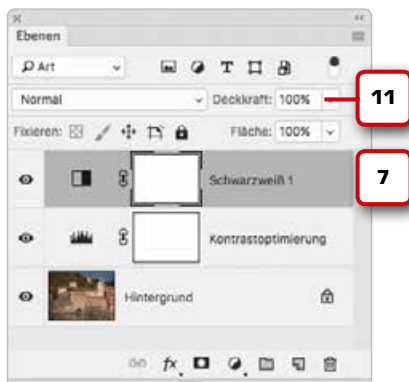 Ebenen
Art
Normal Deckkraft: 100%
11
Fixieren: Fläche: 100%
Schwarzweiß 1
7
Kontrastoptimierung
Hintergrund
fx